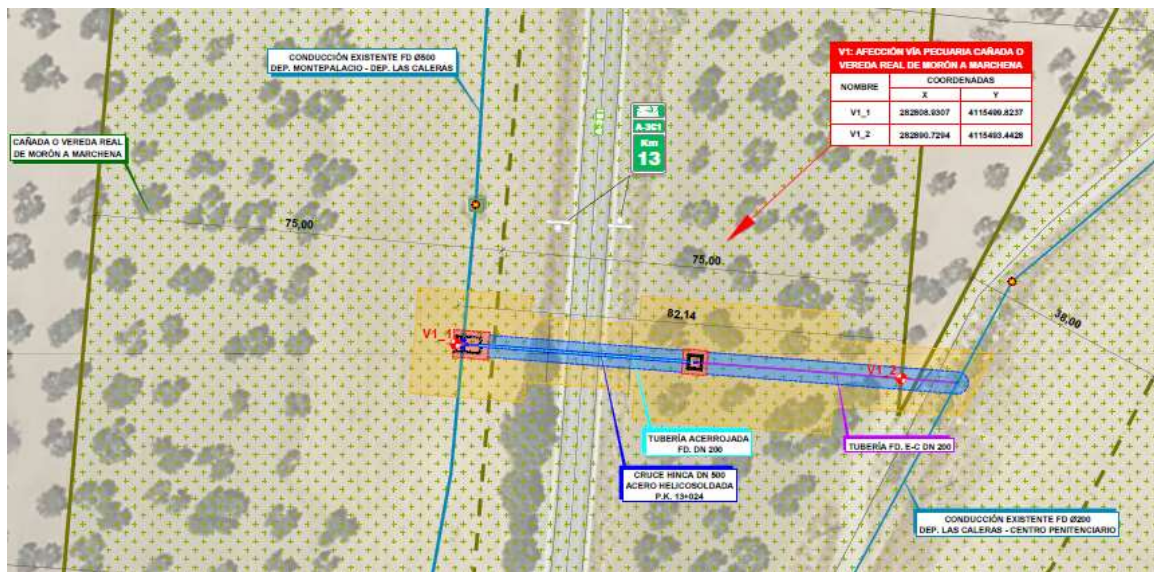 CONDUCCIÓN EXISTENTE FD Ø500
DEP. MONTEPALACIO - DEP. LAS CALERAS
V1: AFECCIÓN VÍA PECUARIA CAÑADA O
VEREDA REAL DE MORÓN A MARCHENA
NOMBRE
COORDENADAS
X
Y
V1_1
282808.9307
4115499.8237
V1_2
282890.7294
4115493.4428
CAÑADA O VEREDA REAL
DE MORÓN A MARCHENA
A-361
Km
13
75,00
75,00
82,14
38,00
V1_1
V1_2
TUBERÍA ACERROJADA
FD. DN 200
TUBERÍA FD. E-C DN 200
CRUCE HINCA DN 500
ACERO HELICOSOLDADA
P.K. 13+024
CONDUCCIÓN EXISTENTE FD Ø200
DEP. LAS CALERAS - CENTRO PENITENCIARIO